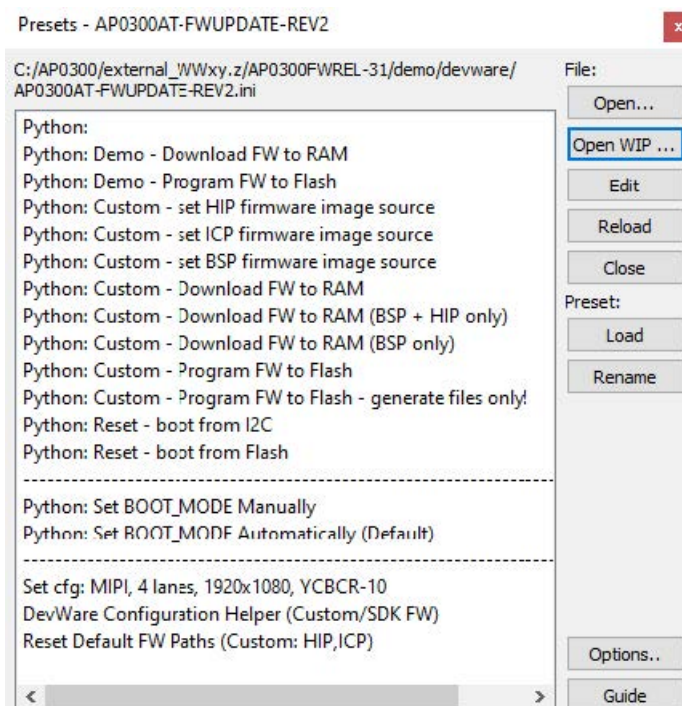 Presets - AP0300AT-FWUPDATE-REV2
x
C:/AP0300/external_WWxy.z/AP0300FWREL-31/demo/devware/
AP0300AT-FWUPDATE-REV2.ini
Python:
Python: Demo - Download FW to RAM
Python: Demo - Program FW to Flash
Python: Custom - set HIP firmware image source
Python: Custom - set ICP firmware image source
Python: Custom - set BSP firmware image source
Python: Custom - Download FW to RAM
Python: Custom - Download FW to RAM (BSP + HIP only)
Python: Custom - Download FW to RAM (BSP only)
Python: Custom - Program FW to Flash
Python: Custom - Program FW to Flash - generate files only!
Python: Reset - boot from I2C
Python: Reset - boot from Flash
Python: Set BOOT_MODE Manually
Python: Set BOOT_MODE Automatically (Default)
Set cfg: MIPI, 4 lanes, 1920x1080, YCBCR-10
DevWare Configuration Helper (Custom/SDK FW)
Reset Default FW Paths (Custom: HIP,ICP)
File:
Open...
Open WIP ...
Edit
Reload
Close
Preset:
Load
Rename
Options..
Guide